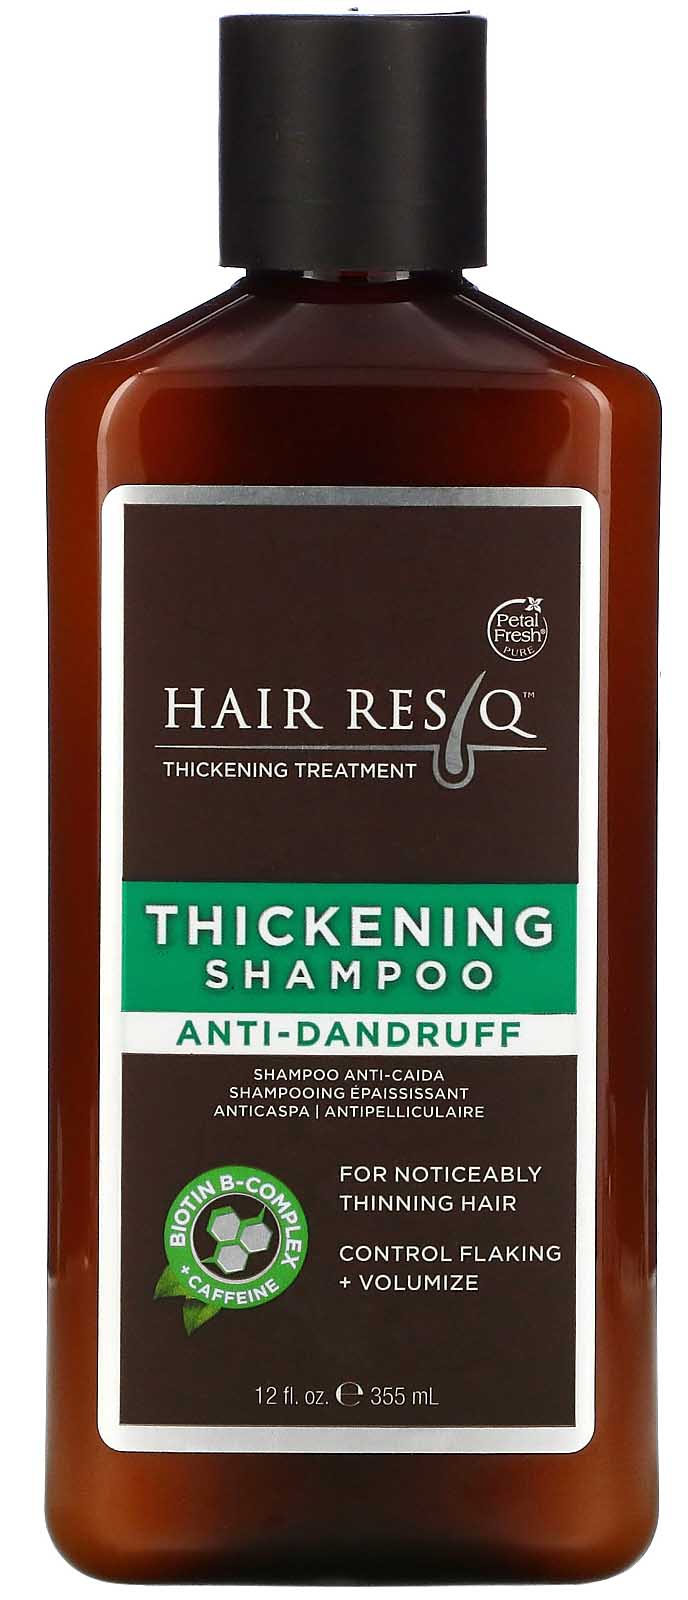 Petal
Fresh®
PURE
HAIR RESQ™
THICKENING TREATMENT
THICKENING
SHAMPOO
ANTI-DANDRUFF
SHAMPOO ANTI-CAIDA
SHAMPOOING ÉPAISSISSANT
ANTICASPA | ANTIPELLICULAIRE
BIOTIN B-COMPLEX
+ CAFFEINE
FOR NOTICEABLY
THINNING HAIR
CONTROL FLAKING
+ VOLUMIZE
12 fl. oz. ℮ 355 mL